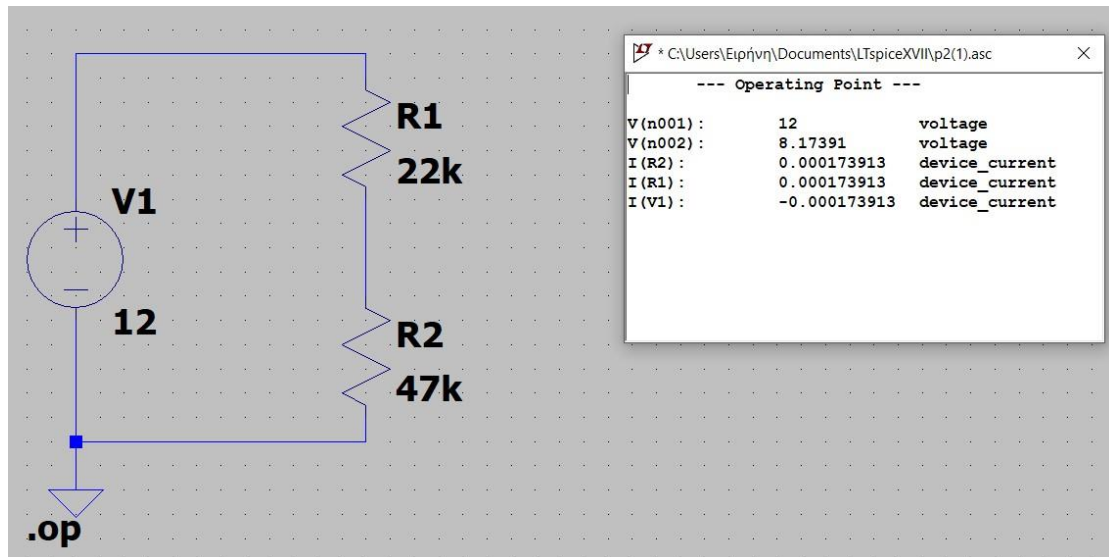 R1
22k
V1
12
R2
47k
.op
* C:\Users\Ειρήνη\Documents\LTspiceXVII\p2(1).asc
--- Operating Point ---
V(n001): 12 voltage
V(n002): 8.17391 voltage
I(R2): 0.000173913 device_current
I(R1): 0.000173913 device_current
I(V1): -0.000173913 device_current